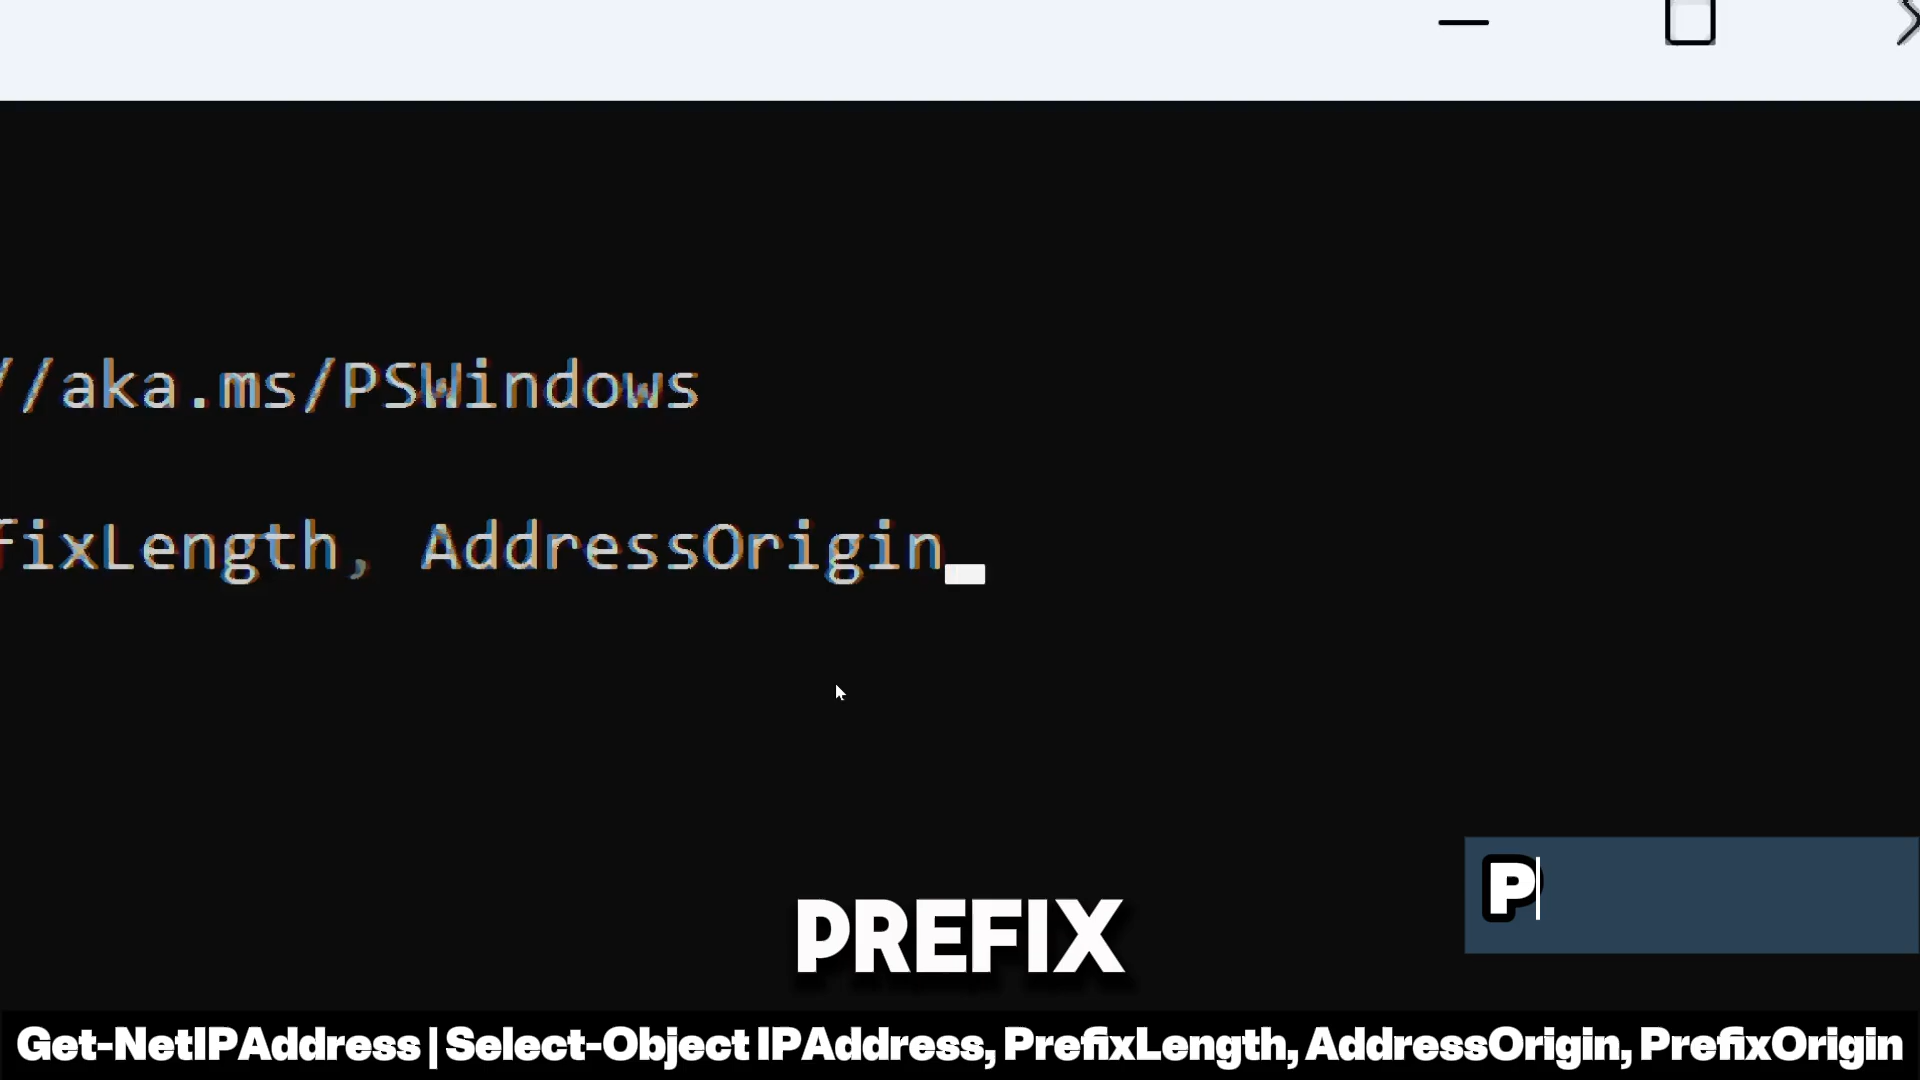 //aka.ms/PSWindows
fixLength, AddressOrigin
P
PREFIX
Get-NetIPAddress | Select-Object IPAddress, PrefixLength, AddressOrigin, PrefixOrigin